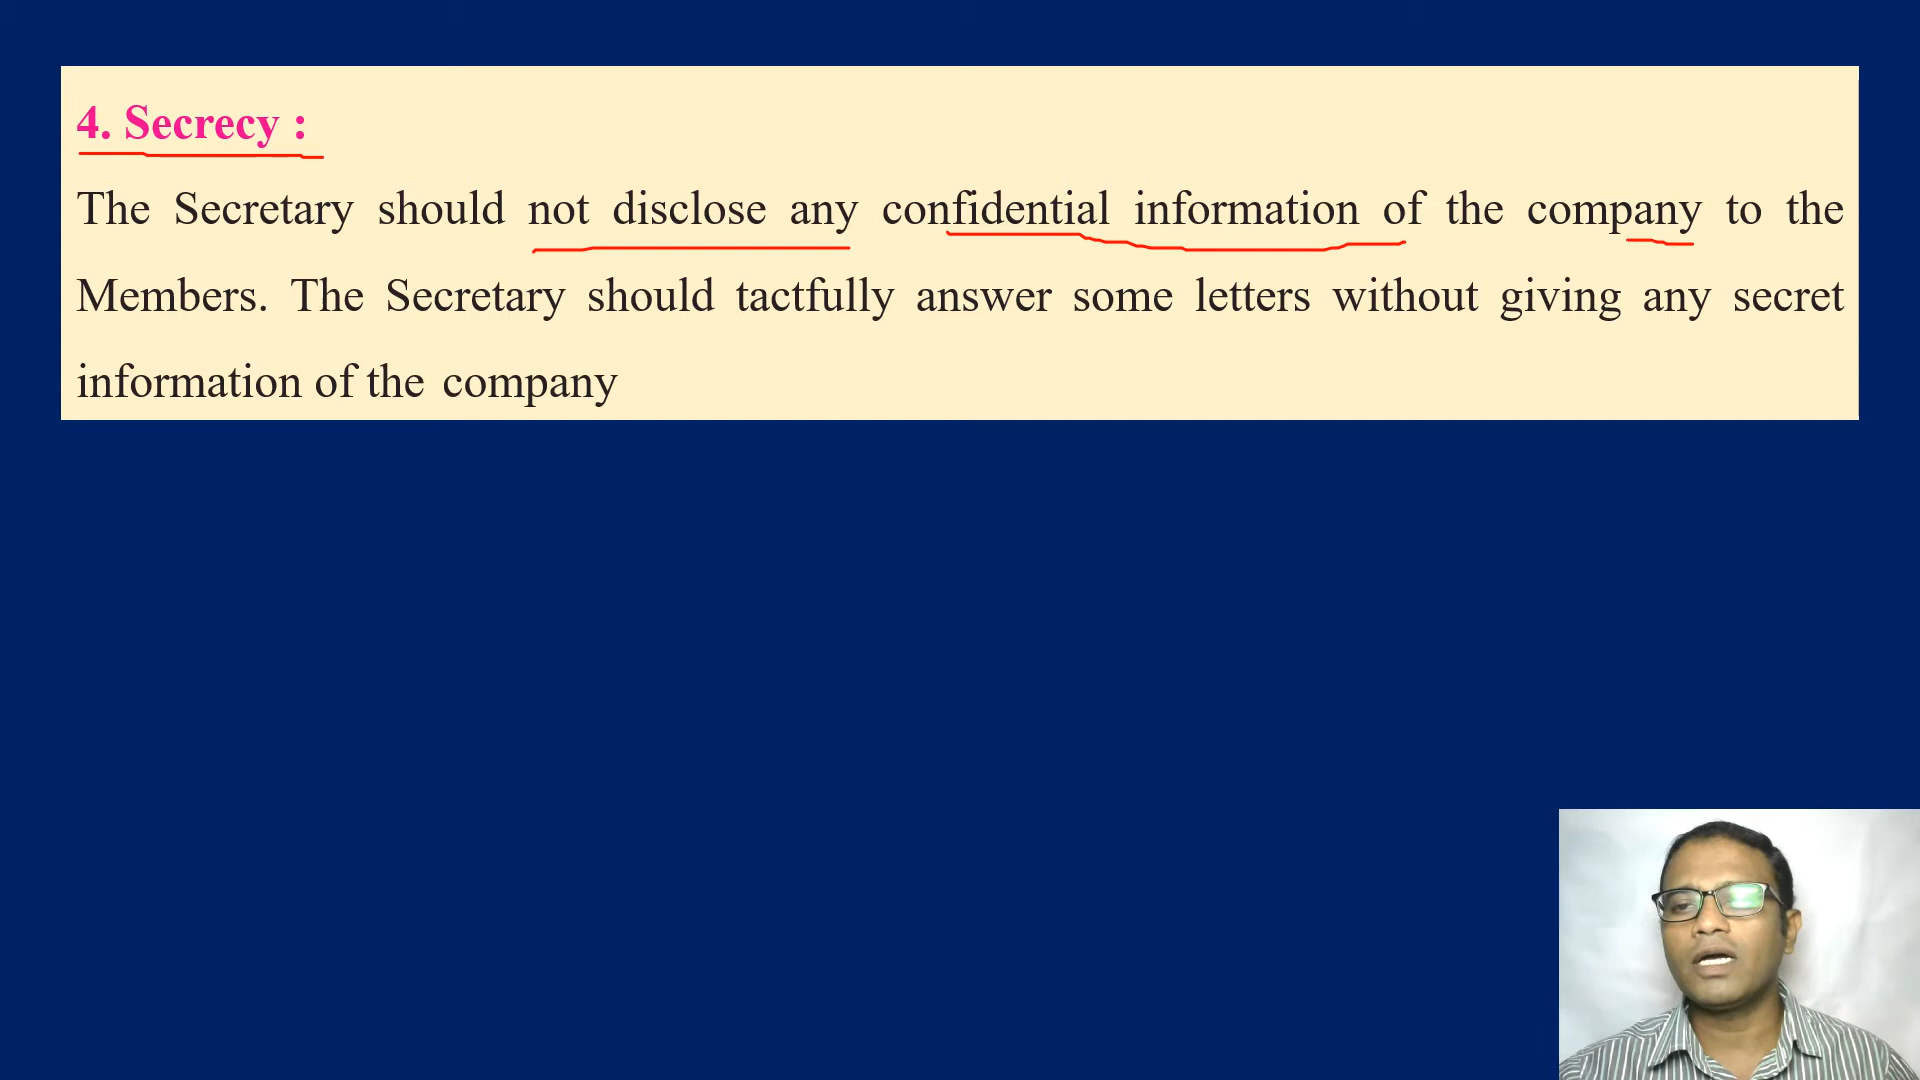 4. Secrecy :
The Secretary should not disclose any confidential information of the company to the
Members. The Secretary should tactfully answer some letters without giving any secret
information of the company